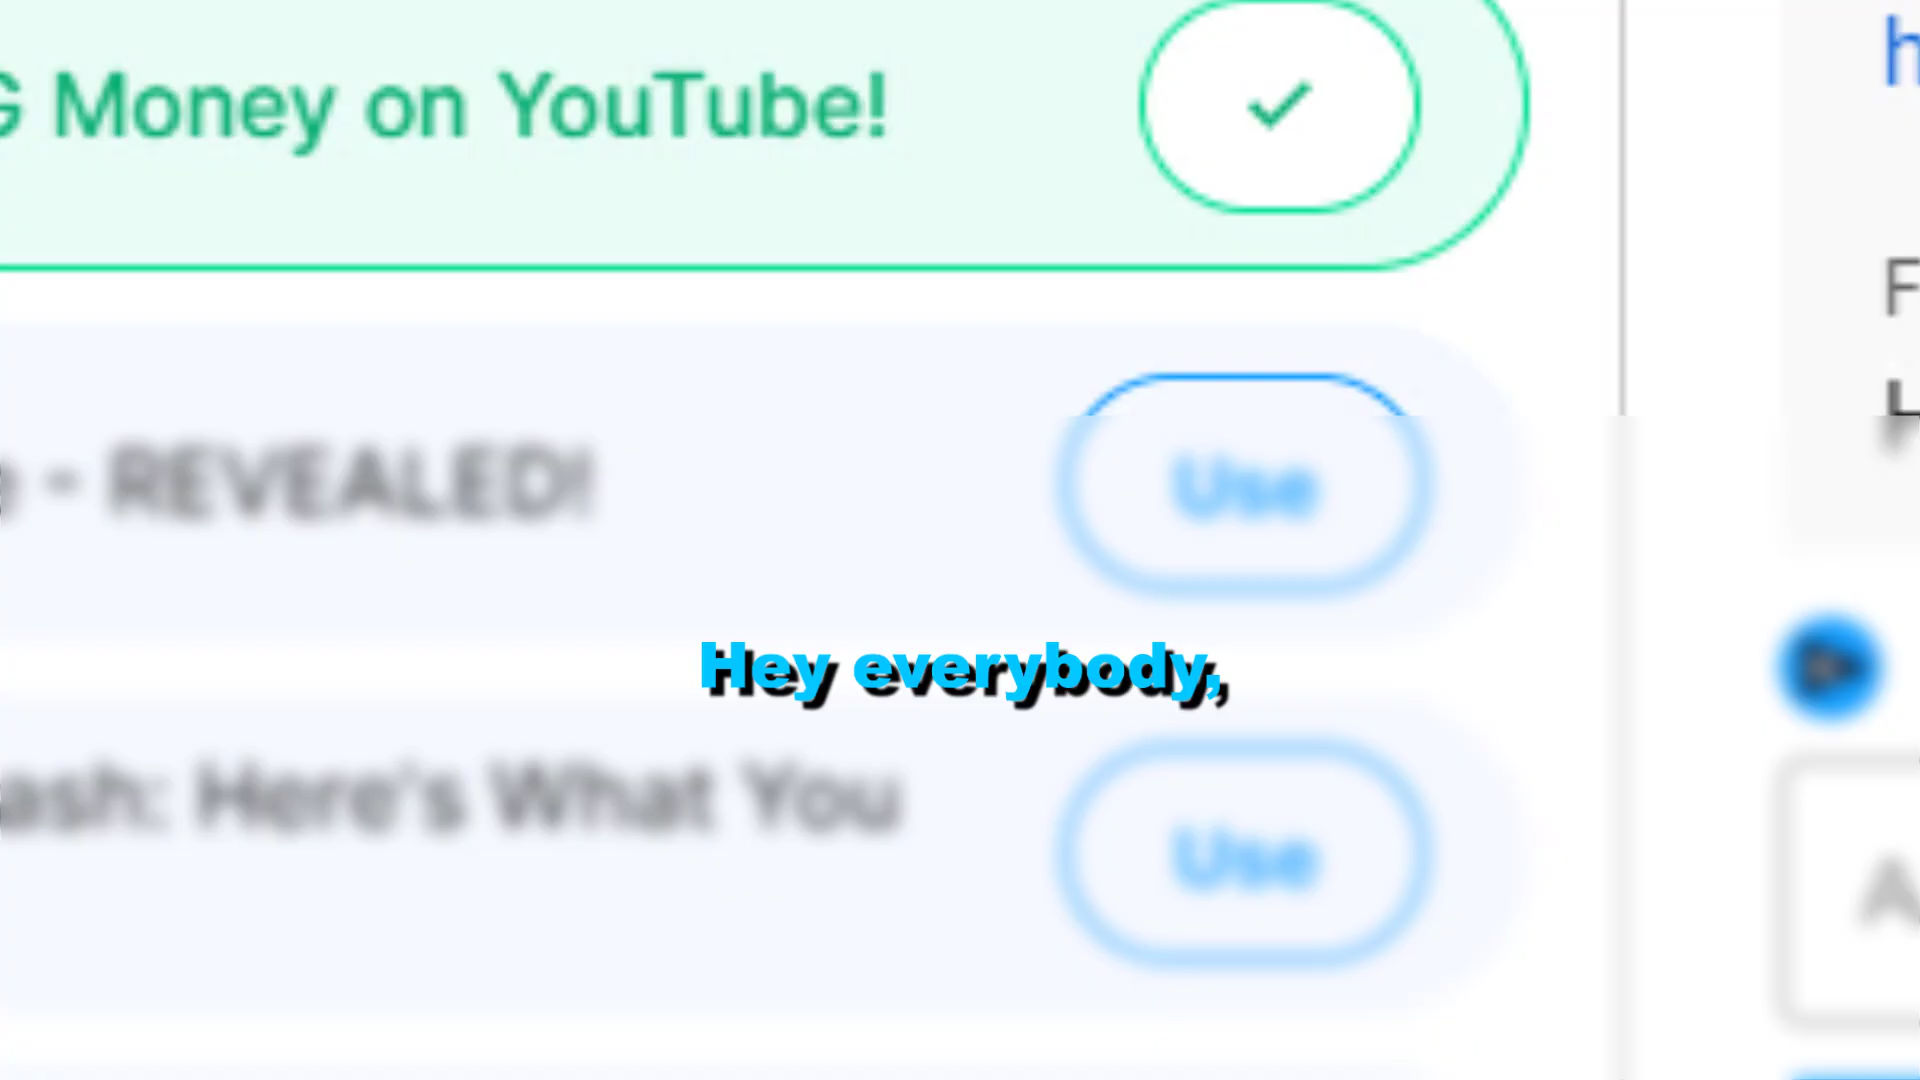 G Money on YouTube!
- REVEALED!
Use
Hey everybody,
ash: Here's What You
Use